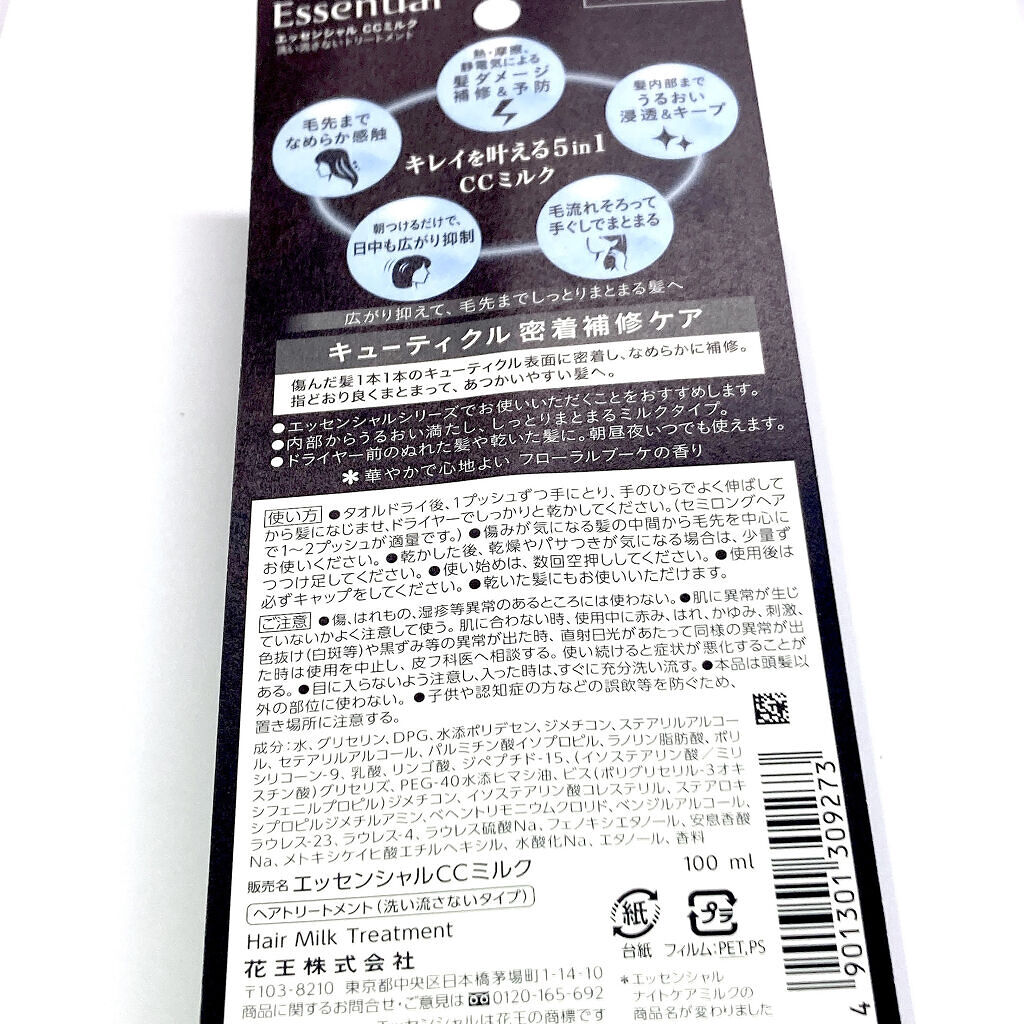 Essential
エッセンシャル CCミルク
洗い流さないトリートメント
熱・摩擦、
静電気による
髪ダメージ
補修&予防
髪内部まで
うるおい
浸透&キープ
毛先まで
なめらか感触
キレイを叶える5in1
CCミルク
朝つけるだけで、
日中も広がり抑制
毛流れそろって
手ぐしでまとまる
広がり抑えて、毛先までしっとりまとまる髪へ
キューティクル密着補修ケア
傷んだ髪1本1本のキューティクル表面に密着し、なめらかに補修。
指どおり良くまとまって、あつかいやすい髪へ。
●エッセンシャルシリーズでお使いいただくことをおすすめします。
●内部からうるおい満たし、しっとりまとまるミルクタイプ。
●ドライヤー前のぬれた髪や乾いた髪に。朝昼夜いつでも使えます。
＊華やかで心地よい フローラルブーケの香り
使い方 ●タオルドライ後、1プッシュずつ手にとり、手のひらでよく伸ばして
から髪になじませ、ドライヤーでしっかりと乾かしてください。(セミロングヘア
で1〜2プッシュが適量です。) ●傷みが気になる髪の中間から毛先を中心に
お使いください。●乾かした後、乾燥やパサつきが気になる場合は、少量ず
つつけ足してください。●使い始めは、数回空押ししてください。●使用後は
必ずキャップをしてください。●乾いた髪にもお使いいただけます。
ご注意 ●傷、はれもの、湿疹等異常のあるところには使わない。●肌に異常が生じ
ていないかよく注意して使う。肌に合わない時、使用中に赤み、はれ、かゆみ、刺激、
色抜け(白斑等)や黒ずみ等の異常が出た時、直射日光があたって同様の異常が出
た時は使用を中止し、皮フ科医へ相談する。使い続けると症状が悪化することが
ある。●目に入らないよう注意し、入った時は、すぐに充分洗い流す。●本品は頭髪以
外の部位に使わない。●子供や認知症の方などの誤飲等を防ぐため、
置き場所に注意する。
成分：水、グリセリン、DPG、水添ポリデセン、ジメチコン、ステアリルアルコー
ル、セテアリルアルコール、パルミチン酸イソプロピル、ラノリン脂肪酸、ポリ
シリコーン-9、乳酸、リンゴ酸、ジペプチド-15、(イソステアリン酸／ミリ
スチン酸)グリセリズ、PEG-40水添ヒマシ油、ビス(ポリグリセリル-3オキ
シフェニルプロピル)ジメチコン、イソステアリン酸コレステリル、ステアロキ
シプロピルジメチルアミン、ベヘントリモニウムクロリド、ベンジルアルコール、
ラウレス-23、ラウレス-4、ラウレス硫酸Na、フェノキシエタノール、安息香酸
Na、メトキシケイヒ酸エチルヘキシル、水酸化Na、エタノール、香料
販売名 エッセンシャルCCミルク
100 ml
ヘアトリートメント(洗い流さないタイプ)
Hair Milk Treatment
花王株式会社
〒103-8210 東京都中央区日本橋茅場町1-14-10
商品に関するお問合せ・ご意見は 0120-165-692
エッセンシャルは花王の商標です
紙
プラ
台紙 フィルム:PET,PS
＊エッセンシャル
ナイトケアミルクの
商品名が変わりました
4 901301 309273